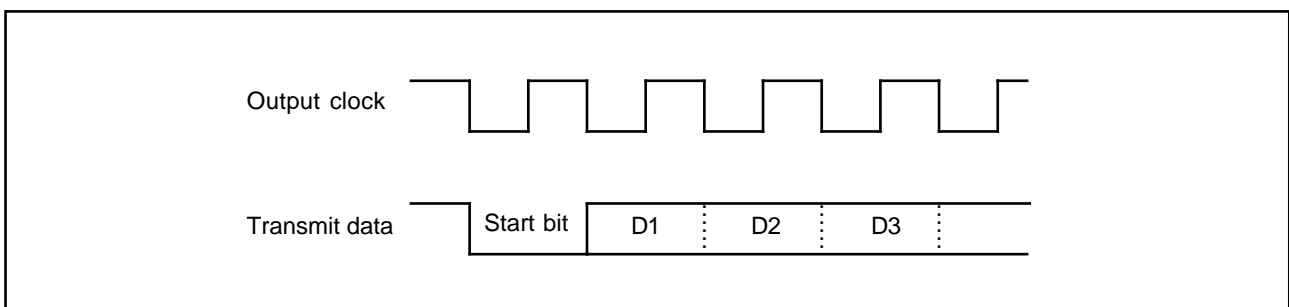 Output clock
Transmit data
Start bit
D1
D2
D3